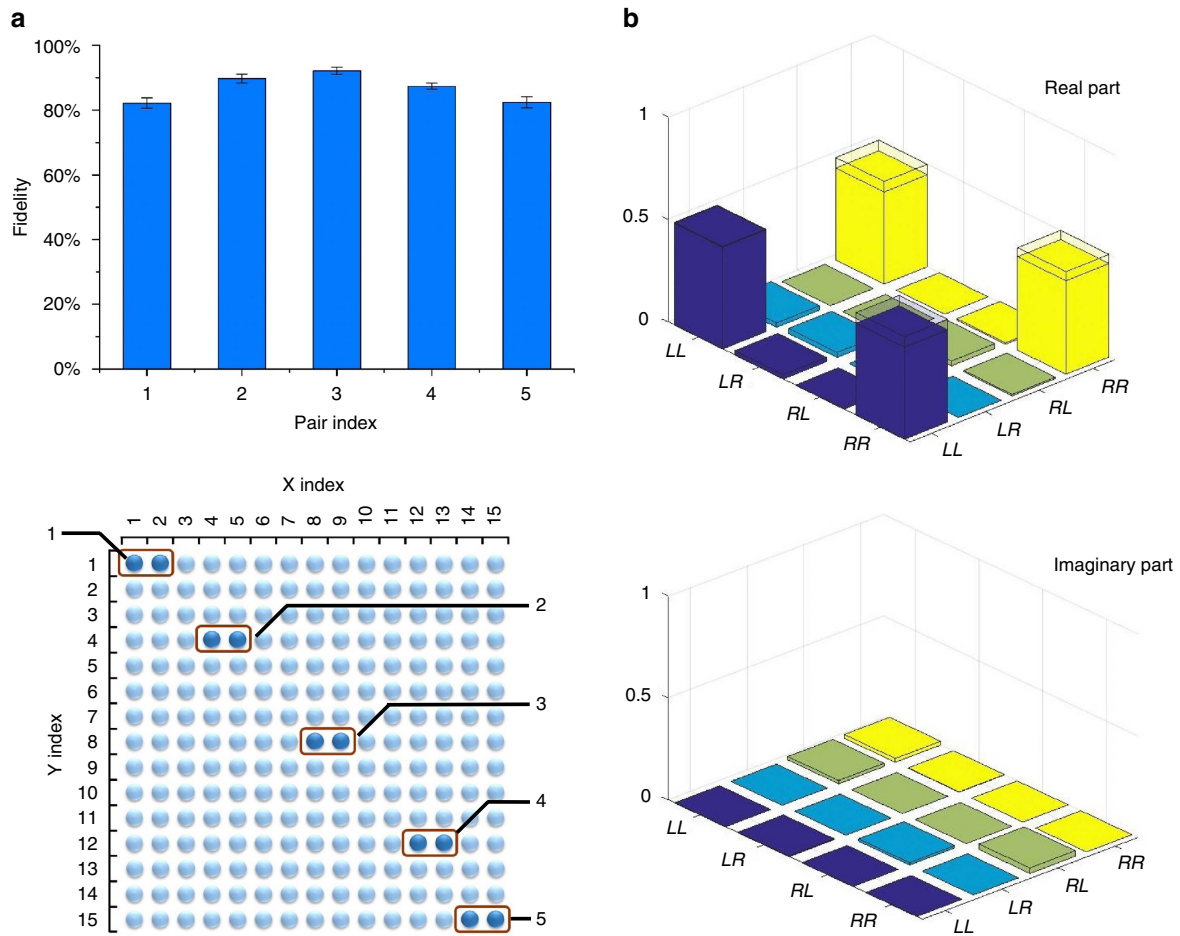 a
100%
80%
60%
40%
20%
0%
Fidelity
1 2 3 4 5
Pair index
X index
1 2 3 4 5 6 7 8 9 10 11 12 13 14 15
Y index
1
2
3
4
5
6
7
8
9
10
11
12
13
14
15
1
2
3
4
5
b
Real part
1
0.5
0
LL
LR
RL
RR
LL
LR
RL
RR
Imaginary part
1
0.5
0
LL
LR
RL
RR
LL
LR
RL
RR